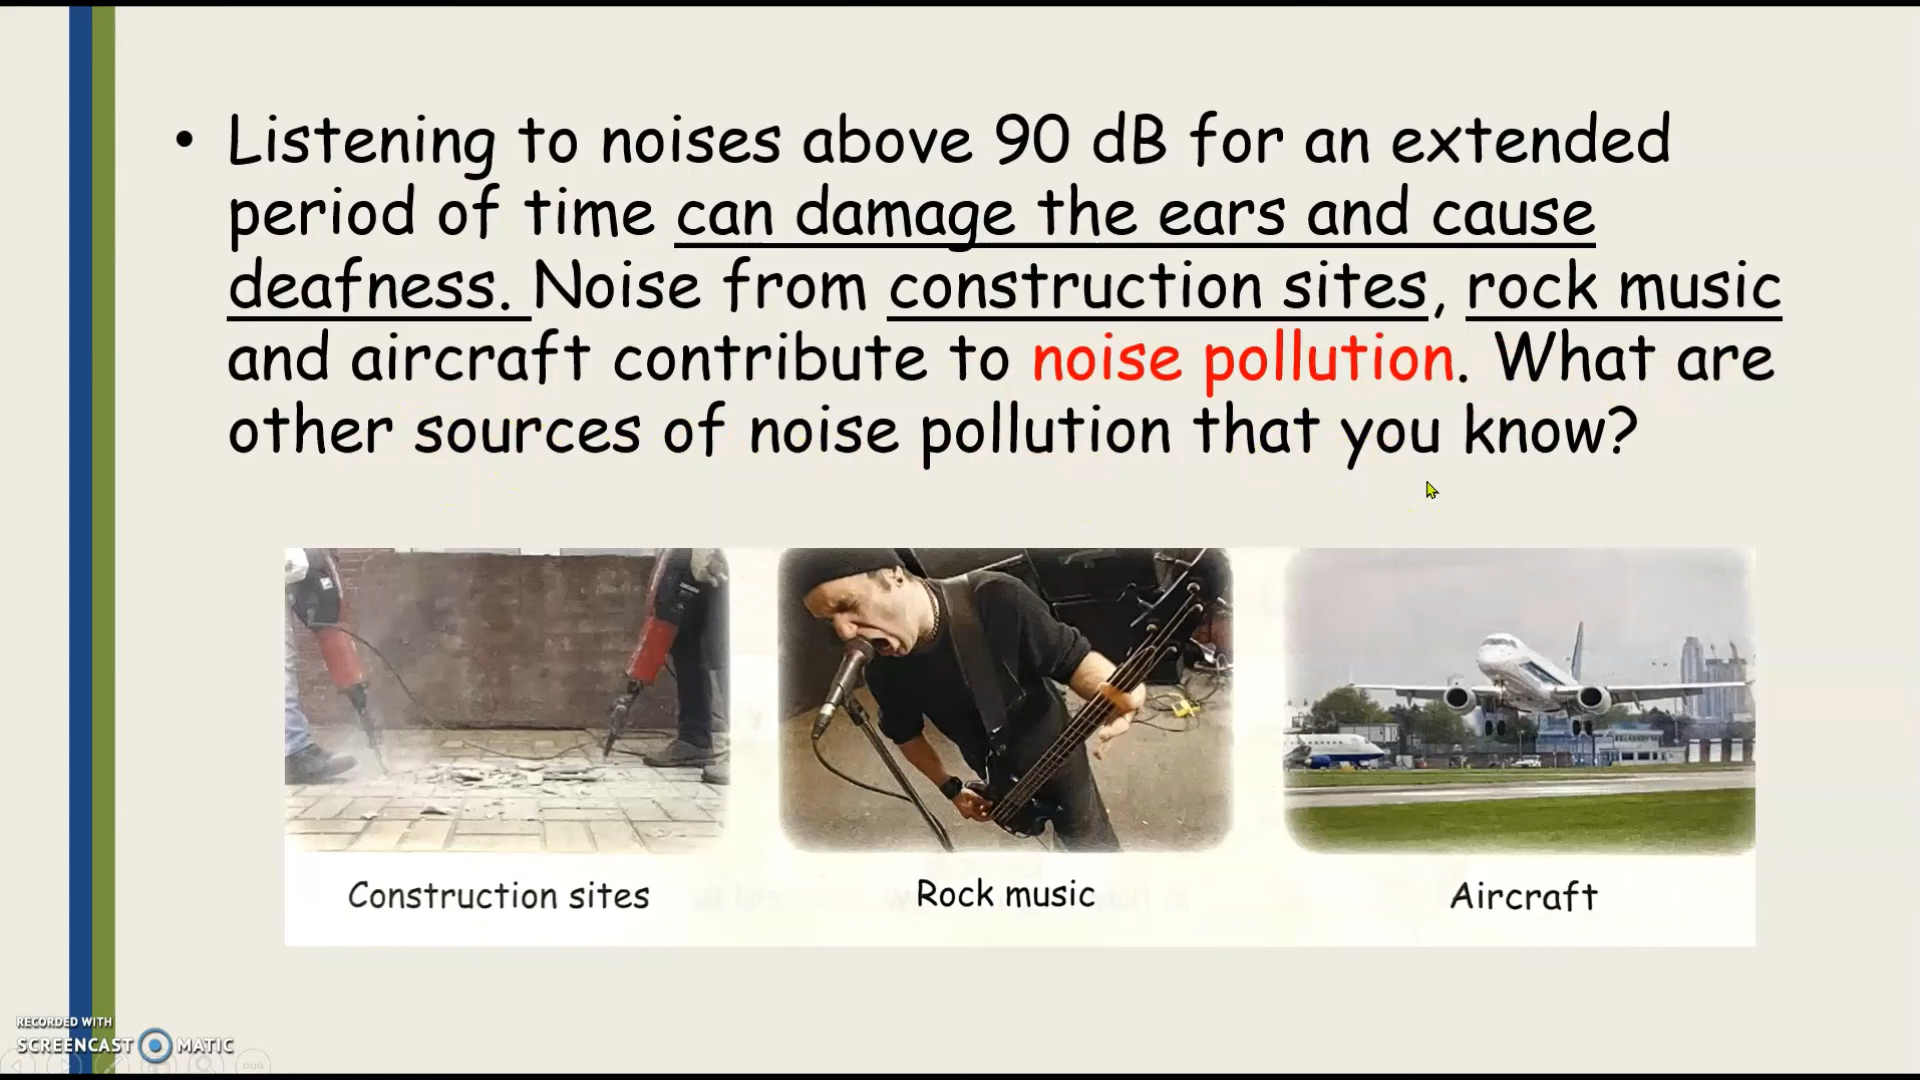 • Listening to noises above 90 dB for an extended
period of time can damage the ears and cause
deafness. Noise from construction sites, rock music
and aircraft contribute to noise pollution. What are
other sources of noise pollution that you know?
Construction sites
Rock music
Aircraft
RECORDED WITH
SCREENCAST MATIC